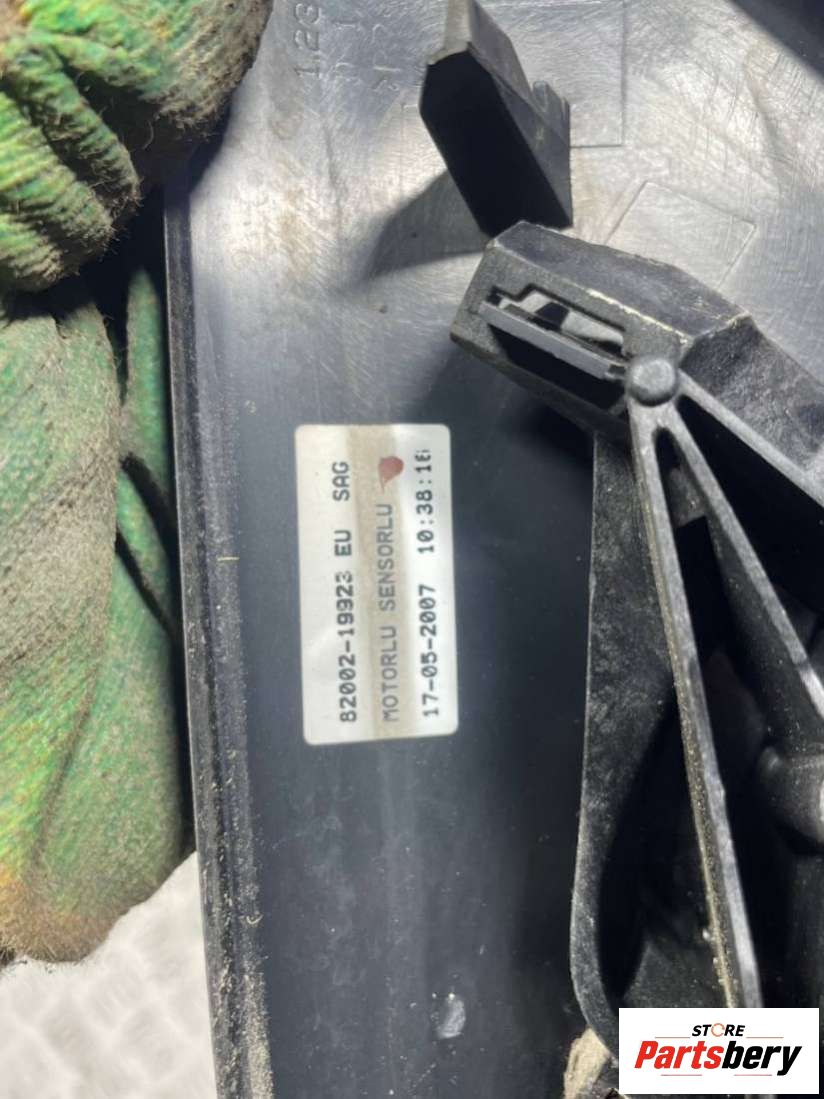 82002-19923 EU SAG
MOTORLU SENSORLU
17-05-2007 10:38:16
STORE
Partsbery